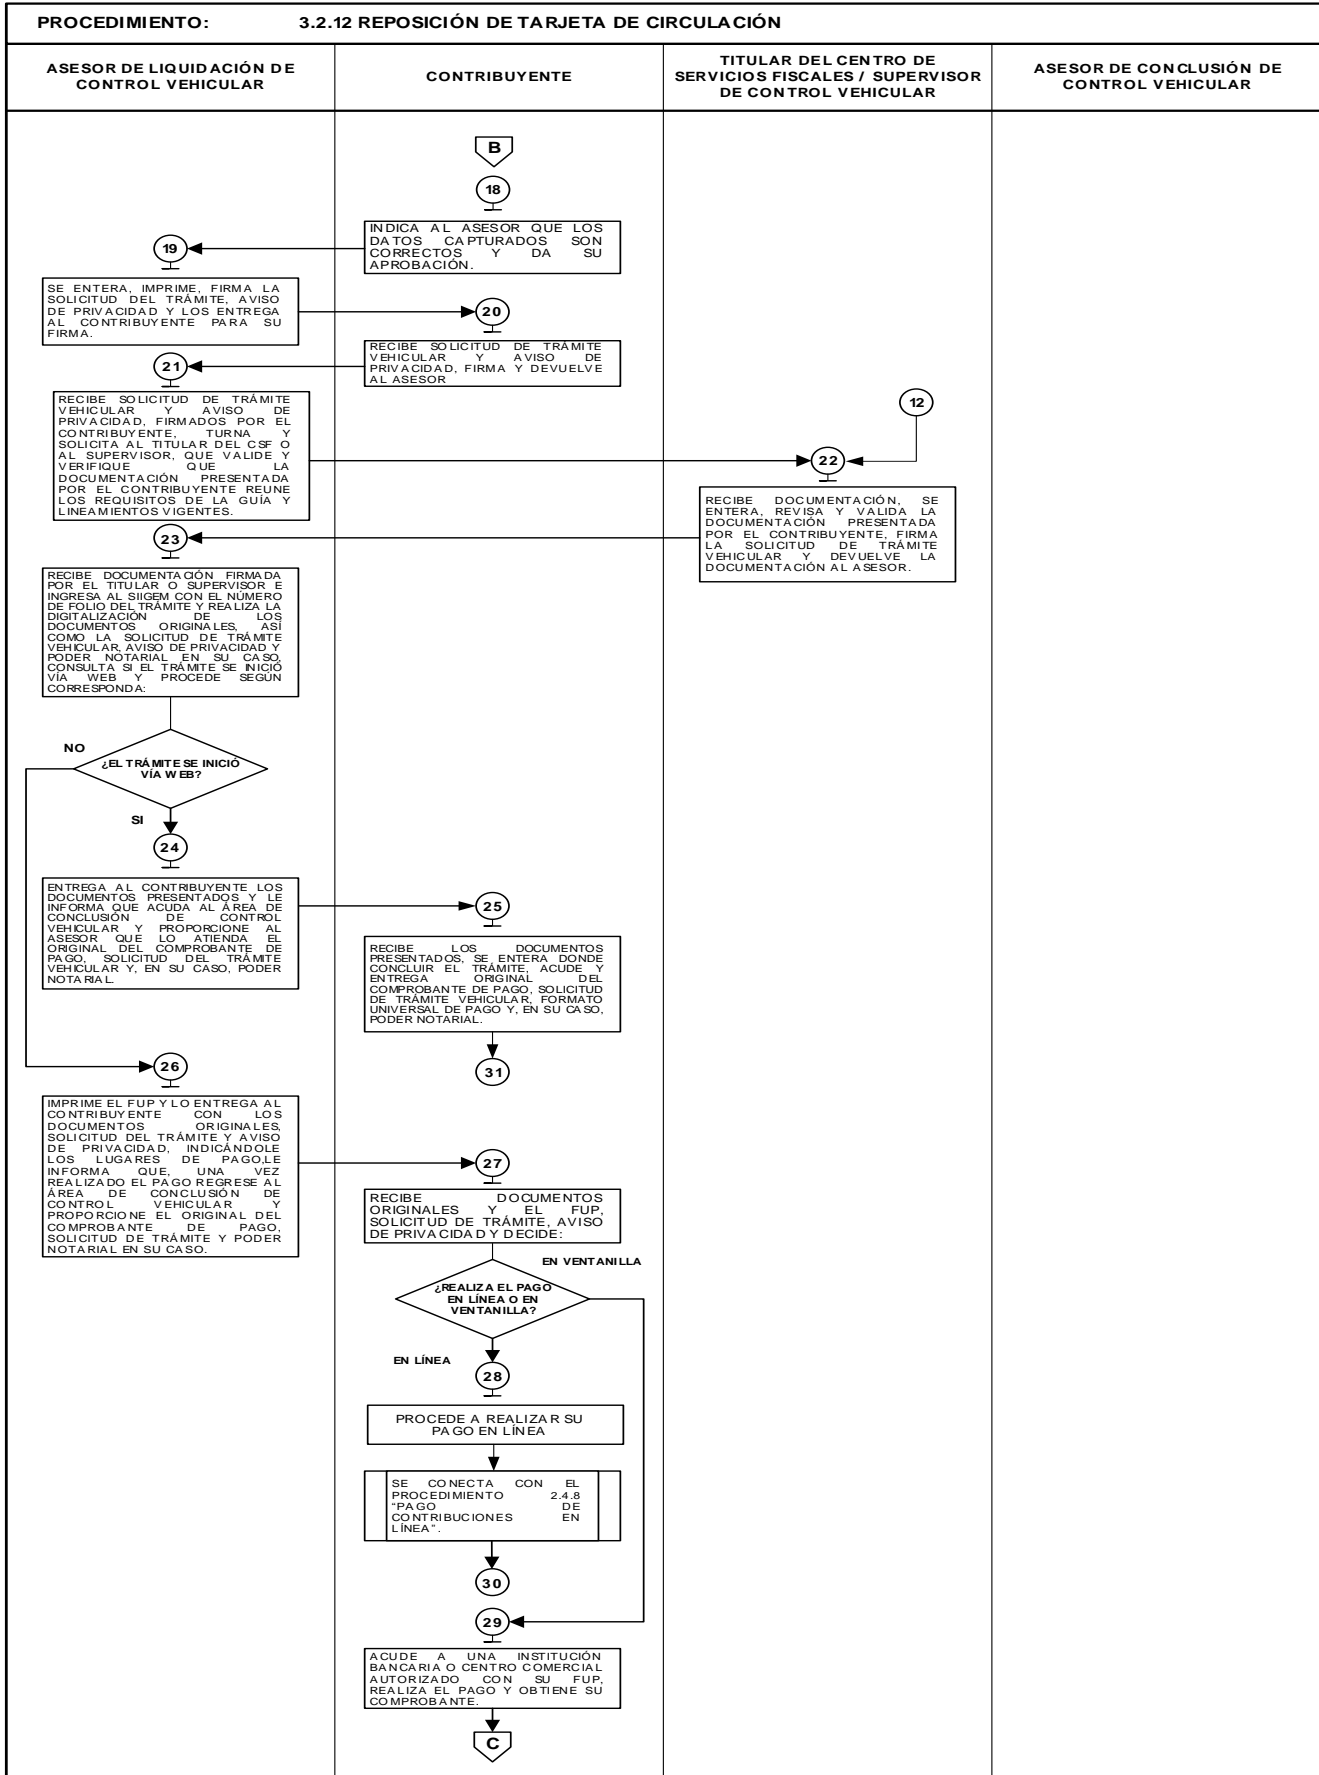 PROCEDIMIENTO: 3.2.12 REPOSICIÓN DE TARJETA DE CIRCULACIÓN
ASESOR DE LIQUIDACIÓN DE
CONTROL VEHICULAR
CONTRIBUYENTE
TITULAR DEL CENTRO DE
SERVICIOS FISCALES / SUPERVISOR
DE CONTROL VEHICULAR
ASESOR DE CONCLUSIÓN DE
CONTROL VEHICULAR
B
18
INDICA AL ASESOR QUE LOS
DATOS CAPTURADOS SON
CORRECTOS Y DA SU
APROBACIÓN.
19
SE ENTERA, IMPRIME, FIRMA LA
SOLICITUD DEL TRÁMITE, AVISO
DE PRIVACIDAD Y LOS ENTREGA
AL CONTRIBUYENTE PARA SU
FIRMA.
20
RECIBE SOLICITUD DE TRÁMITE
VEHICULAR Y AVISO DE
PRIVACIDAD, FIRMA Y DEVUELVE
AL ASESOR
21
RECIBE SOLICITUD DE TRÁMITE
VEHICULAR Y AVISO DE
PRIVACIDAD, FIRMADOS POR EL
CONTRIBUYENTE, TURNA Y
SOLICITA AL TITULAR DEL CSF O
AL SUPERVISOR, QUE VALIDE Y
VERIFIQUE QUE LA
DOCUMENTACIÓN PRESENTADA
POR EL CONTRIBUYENTE REUNE
LOS REQUISITOS DE LA GUÍA Y
LINEAMIENTOS VIGENTES.
12
22
RECIBE DOCUMENTACIÓN, SE
ENTERA, REVISA Y VALIDA LA
DOCUMENTACIÓN PRESENTADA
POR EL CONTRIBUYENTE, FIRMA
LA SOLICITUD DE TRÁMITE
VEHICULAR Y DEVUELVE LA
DOCUMENTACIÓN AL ASESOR.
23
RECIBE DOCUMENTACIÓN FIRMADA
POR EL TITULAR O SUPERVISOR E
INGRESA AL SIIGEM CON EL NÚMERO
DE FOLIO DEL TRÁMITE Y REALIZA LA
DIGITALIZACIÓN DE LOS
DOCUMENTOS ORIGINALES, ASÍ
COMO LA SOLICITUD DE TRÁMITE
VEHICULAR, AVISO DE PRIVACIDAD Y
PODER NOTARIAL EN SU CASO,
CONSULTA SI EL TRÁMITE SE INICIÓ
VÍA WEB Y PROCEDE SEGÚN
CORRESPONDA:
NO
¿EL TRÁMITE SE INICIÓ
VÍA WEB?
SI
24
ENTREGA AL CONTRIBUYENTE LOS
DOCUMENTOS PRESENTADOS Y LE
INFORMA QUE ACUDA AL ÁREA DE
CONCLUSIÓN DE CONTROL
VEHICULAR Y PROPORCIONE AL
ASESOR QUE LO ATIENDA EL
ORIGINAL DEL COMPROBANTE DE
PAGO, SOLICITUD DEL TRÁMITE
VEHICULAR Y, EN SU CASO, PODER
NOTARIAL.
25
RECIBE LOS DOCUMENTOS
PRESENTADOS, SE ENTERA DONDE
CONCLUIR EL TRÁMITE, ACUDE Y
ENTREGA ORIGINAL DEL
COMPROBANTE DE PAGO, SOLICITUD
DE TRÁMITE VEHICULAR, FORMATO
UNIVERSAL DE PAGO Y, EN SU CASO,
PODER NOTARIAL.
31
26
IMPRIME EL FUP Y LO ENTREGA AL
CONTRIBUYENTE CON LOS
DOCUMENTOS ORIGINALES,
SOLICITUD DEL TRÁMITE Y AVISO
DE PRIVACIDAD, INDICÁNDOLE
LOS LUGARES DE PAGO,LE
INFORMA QUE, UNA VEZ
REALIZADO EL PAGO REGRESE AL
ÁREA DE CONCLUSIÓN DE
CONTROL VEHICULAR Y
PROPORCIONE EL ORIGINAL DEL
COMPROBANTE DE PAGO,
SOLICITUD DE TRÁMITE Y PODER
NOTARIAL EN SU CASO.
27
RECIBE DOCUMENTOS
ORIGINALES Y EL FUP,
SOLICITUD DE TRÁMITE, AVISO
DE PRIVACIDAD Y DECIDE:
EN VENTANILLA
¿REALIZA EL PAGO
EN LÍNEA O EN
VENTANILLA?
EN LÍNEA
28
PROCEDE A REALIZAR SU
PAGO EN LÍNEA
SE CONECTA CON EL
PROCEDIMIENTO 2.4.8
"PAGO DE
CONTRIBUCIONES EN
LÍNEA".
30
29
ACUDE A UNA INSTITUCIÓN
BANCARIA O CENTRO COMERCIAL
AUTORIZADO CON SU FUP,
REALIZA EL PAGO Y OBTIENE SU
COMPROBANTE.
C